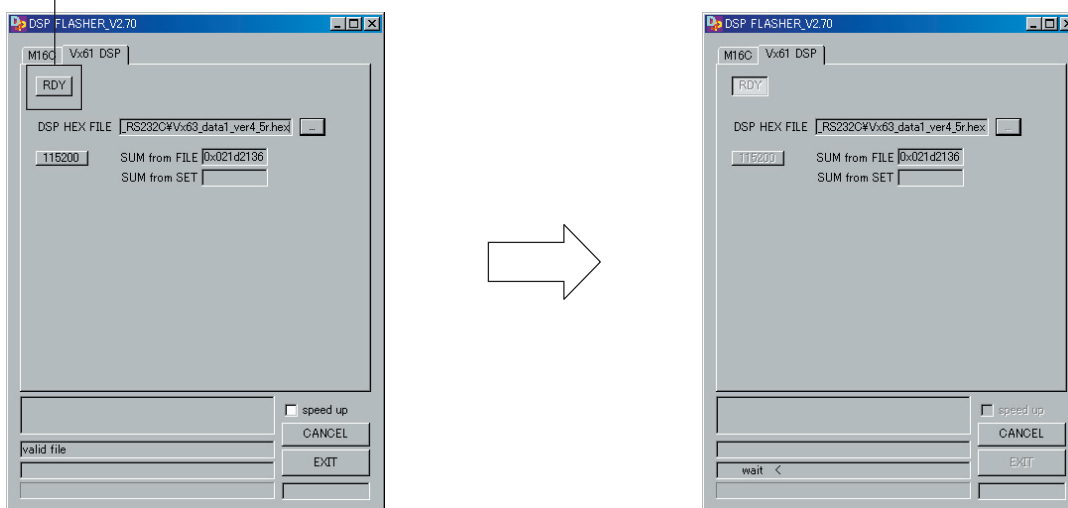 DSP FLASHER_V2.70
M16C Vx61 DSP
RDY
DSP HEX FILE _RS232C¥Vx63_data1_ver4_5r.hex ...
115200 SUM from FILE 0x021d2136
SUM from SET
speed up
CANCEL
valid file
EXIT
DSP FLASHER_V2.70
M16C Vx61 DSP
RDY
DSP HEX FILE _RS232C¥Vx63_data1_ver4_5r.hex ...
115200 SUM from FILE 0x021d2136
SUM from SET
speed up
CANCEL
wait <
EXIT